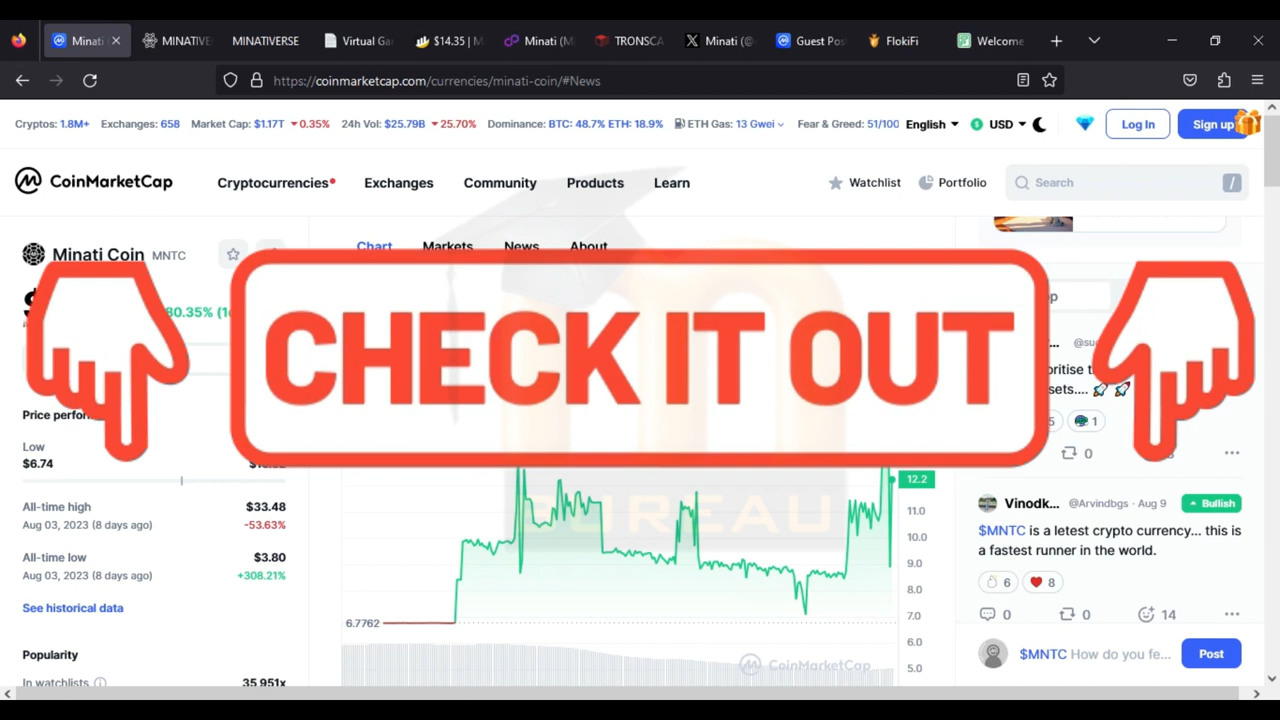 Minati
MINATIVE
MINATIVERSE
Virtual Ga
$14.35 | M
Minati (M
TRONSCA
Minati (@
Guest Pos
FlokiFi
Welcome
https://coinmarketcap.com/currencies/minati-coin/#News
Cryptos: 1.8M+ Exchanges: 658 Market Cap: $1.17T 0.35% 24h Vol: $25.79B 25.70% Dominance: BTC: 48.7% ETH: 18.9% ETH Gas: 13 Gwei Fear & Greed: 51/100 English USD Log In Sign up
CoinMarketCap Cryptocurrencies Exchanges Community Products Learn Watchlist Portfolio Search /
Minati Coin MNTC
Chart Markets News About
80.35% (1
CHECK IT OUT
Price perfor
Low
$6.74
All-time high $33.48
Aug 03, 2023 (8 days ago) -53.63%
All-time low $3.80
Aug 03, 2023 (8 days ago) +308.21%
See historical data
Popularity
In watchlists 35,951x
12.2
11.0
10.0
9.0
8.0
7.0
6.0
5.0
6.7762
CoinMarketCap
BUREAU
sets....
1
0
Vinodk... @Arvindbgs · Aug 9 Bullish
$MNTC is a letest crypto currency... this is
a fastest runner in the world.
6 8
0 0 14
$MNTC How do you fe... Post